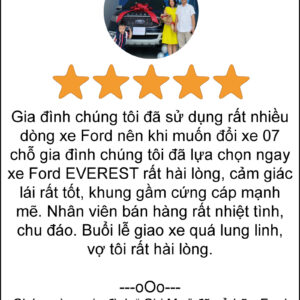 Gia đình chúng tôi đã sử dụng rất nhiều
dòng xe Ford nên khi muốn đổi xe 07
chỗ gia đình chúng tôi đã lựa chọn ngay
xe Ford EVEREST rất hài lòng, cảm giác
lái rất tốt, khung gầm cứng cáp mạnh
mẽ. Nhân viên bán hàng rất nhiệt tình,
chu đáo. Buổi lễ giao xe quá lung linh,
vợ tôi rất hài lòng.
---oOo---